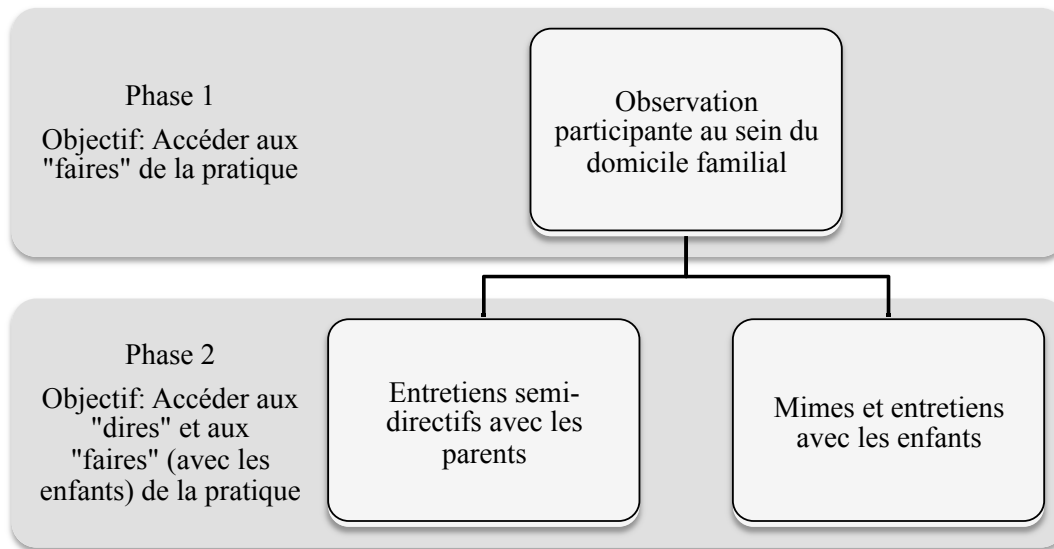 Phase 1
Objectif: Accéder aux
"faires" de la pratique
Observation
participante au sein du
domicile familial
Phase 2
Objectif: Accéder aux
"dires" et aux
"faires" (avec les
enfants) de la pratique
Entretiens semi-
directifs avec les
parents
Mimes et entretiens
avec les enfants